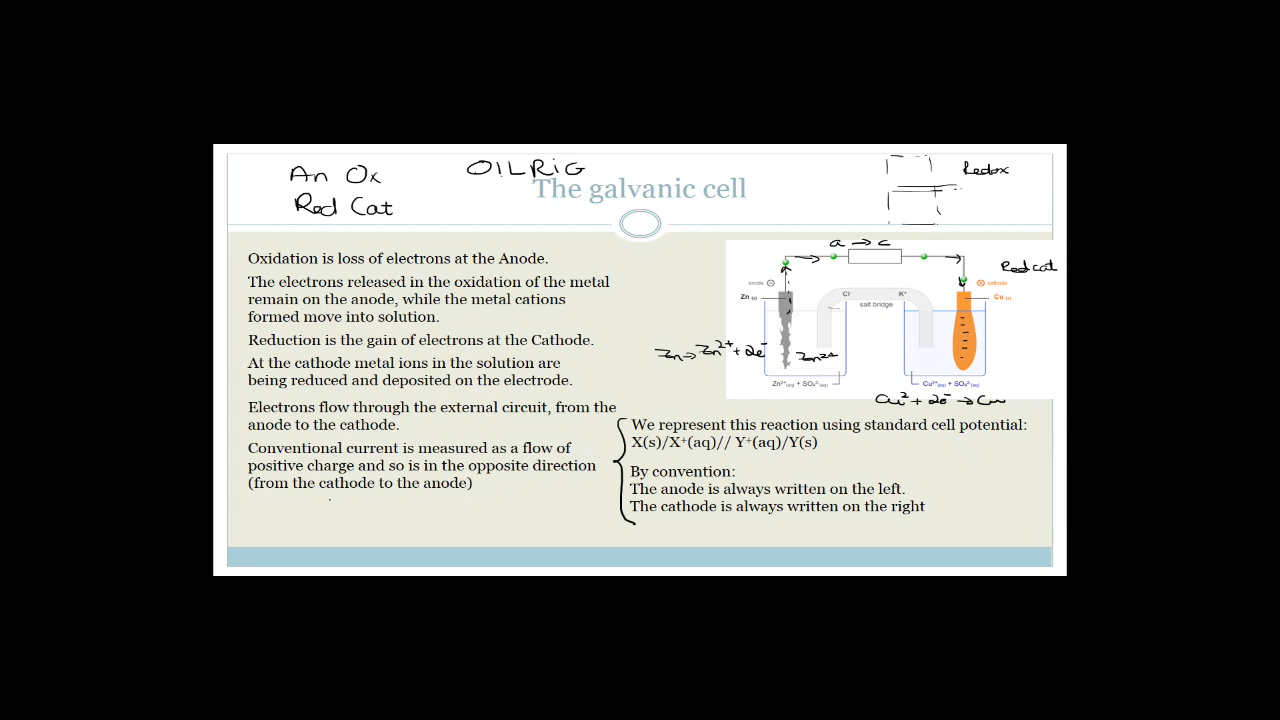 An Ox
OILRIG
Red Cat
The galvanic cell
Redox
Oxidation is loss of electrons at the Anode.
The electrons released in the oxidation of the metal
remain on the anode, while the metal cations
formed move into solution.
Reduction is the gain of electrons at the Cathode.
At the cathode metal ions in the solution are
being reduced and deposited on the electrode.
Electrons flow through the external circuit, from the
anode to the cathode.
Conventional current is measured as a flow of
positive charge and so is in the opposite direction
(from the cathode to the anode)
a → c
Red cat
anode
cathode
Zn (s)
Cl-
K+
Cu (s)
salt bridge
Zn → Zn2+ + 2e-
Zn2+
Zn2+(aq) + SO42-(aq)
Cu2+(aq) + SO42-(aq)
Cu2 + 2e- → Cu
We represent this reaction using standard cell potential:
X(s)/X+(aq)// Y+(aq)/Y(s)
By convention:
The anode is always written on the left.
The cathode is always written on the right